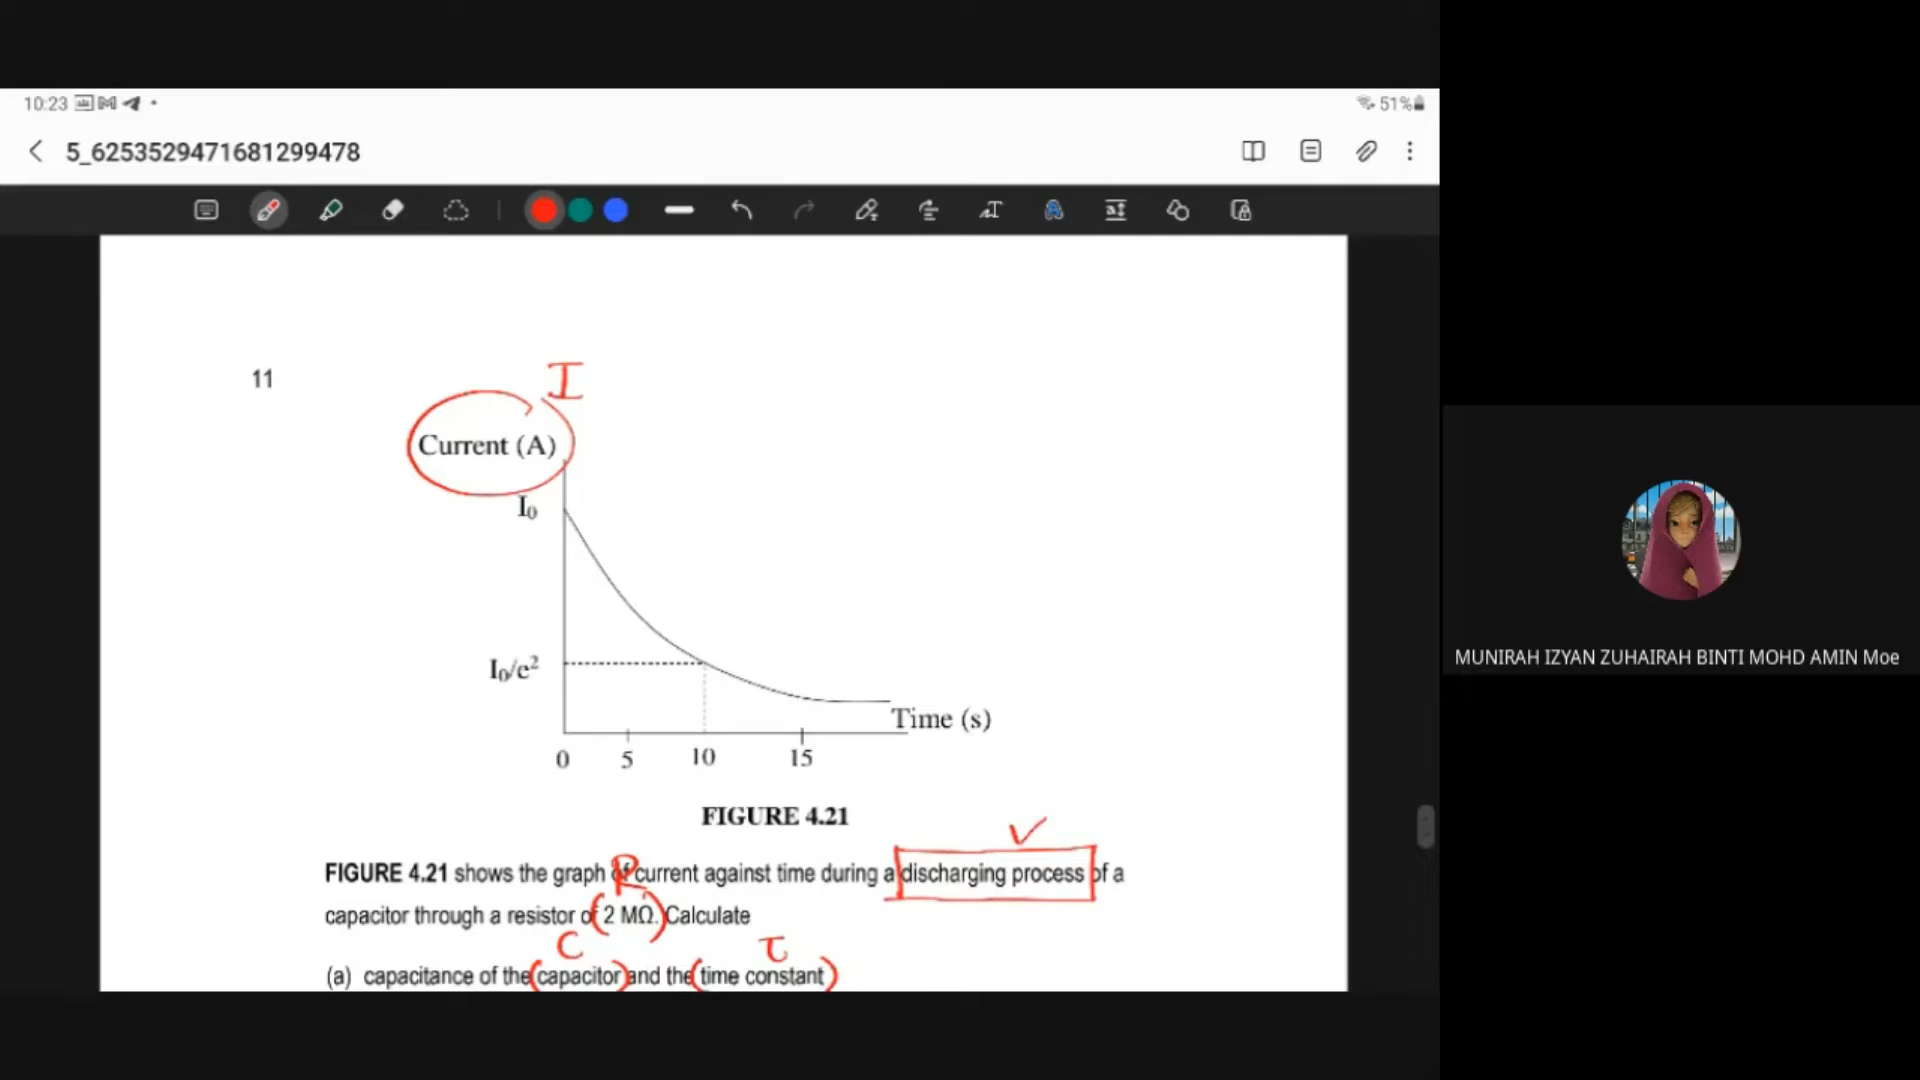 10:23
51%
5_6253529471681299478
11
I
Current (A)
I₀
I₀/e²
Time (s)
0 5 10 15
FIGURE 4.21
FIGURE 4.21 shows the graph of current against time during a discharging process of a
R
capacitor through a resistor of 2 MΩ. Calculate
C τ
(a) capacitance of the capacitor and the time constant
MUNIRAH IZYAN ZUHAIRAH BINTI MOHD AMIN Moe